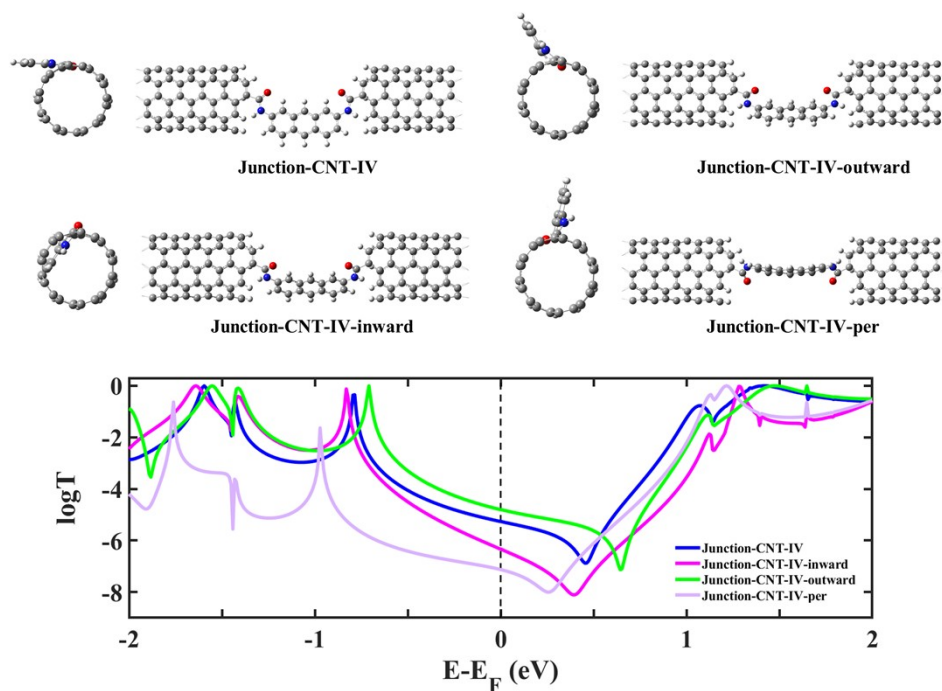 Junction-CNT-IV
Junction-CNT-IV-outward
Junction-CNT-IV-inward
Junction-CNT-IV-per
0
-2
-4
-6
-8
logT
Junction-CNT-IV
Junction-CNT-IV-inward
Junction-CNT-IV-outward
Junction-CNT-IV-per
-2 -1 0 1 2
E-E_F (eV)